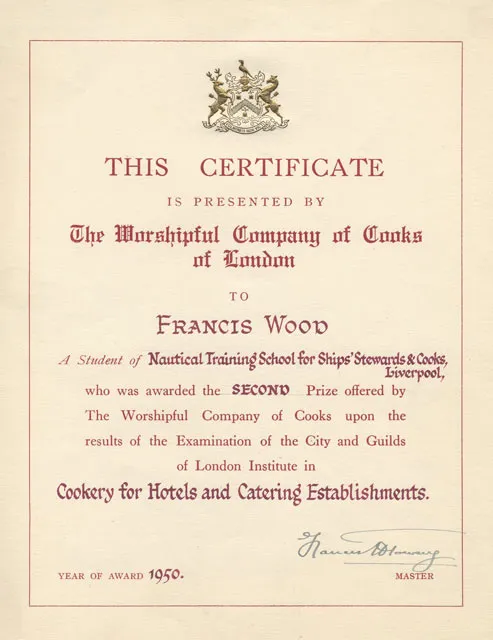 THIS CERTIFICATE
IS PRESENTED BY
The Worshipful Company of Cooks
of London
TO
FRANCIS WOOD
A Student of Nautical Training School for Ships' Stewards & Cooks,
Liverpool,
who was awarded the SECOND Prize offered by
The Worshipful Company of Cooks upon the
results of the Examination of the City and Guilds
of London Institute in
Cookery for Hotels and Catering Establishments.
YEAR OF AWARD 1950.
MASTER